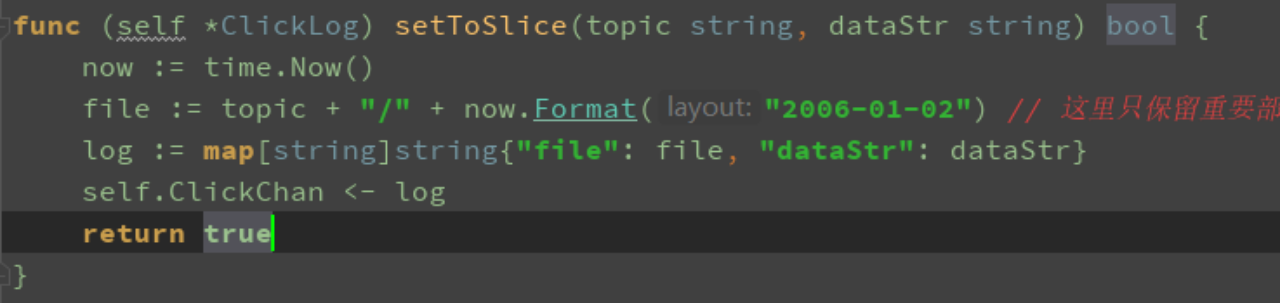 func (self *ClickLog) setToSlice(topic string, dataStr string) bool {
    now := time.Now()
    file := topic + "/" + now.Format( layout: "2006-01-02") // 这里只保留重要部
    log := map[string]string{"file": file, "dataStr": dataStr}
    self.ClickChan <- log
    return true
}